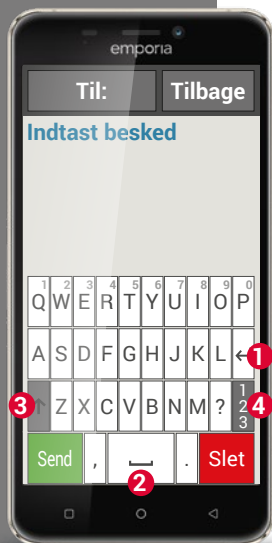 emporia
Til: Tilbage
Indtast besked
1 2 3 4 5 6 7 8 9 0
Q W E R T Y U I O P
A S D F G H J K L ← 1
3 ↑ Z X C V B N M ? 1 2 3 4
Send , . Slet
2